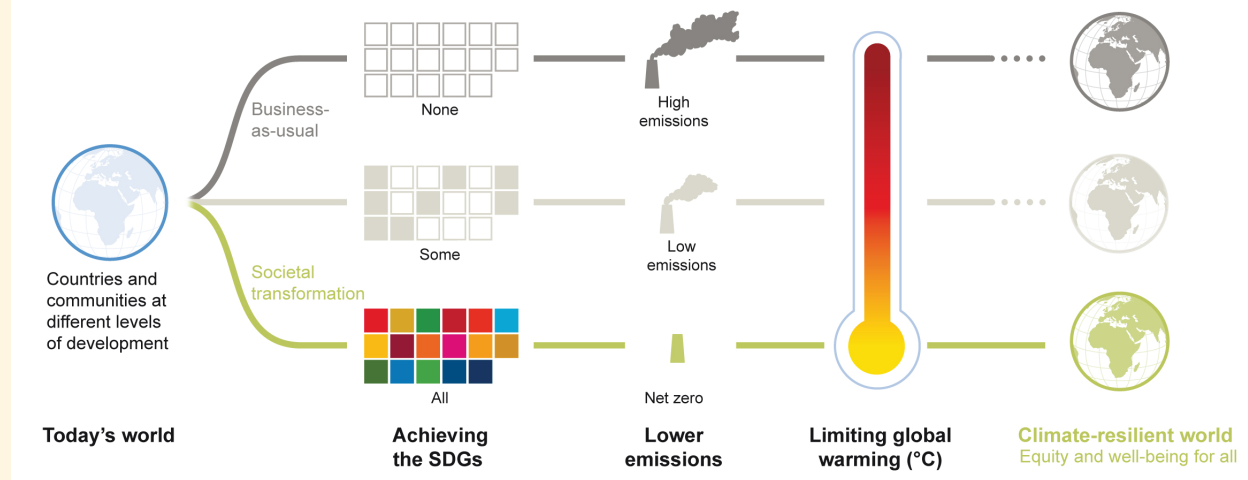 Business-
as-usual
None
High
emissions
Some
Low
emissions
Countries and
communities at
different levels
of development
Societal
transformation
All
Net zero
Today's world
Achieving
the SDGs
Lower
emissions
Limiting global
warming (°C)
Climate-resilient world
Equity and well-being for all